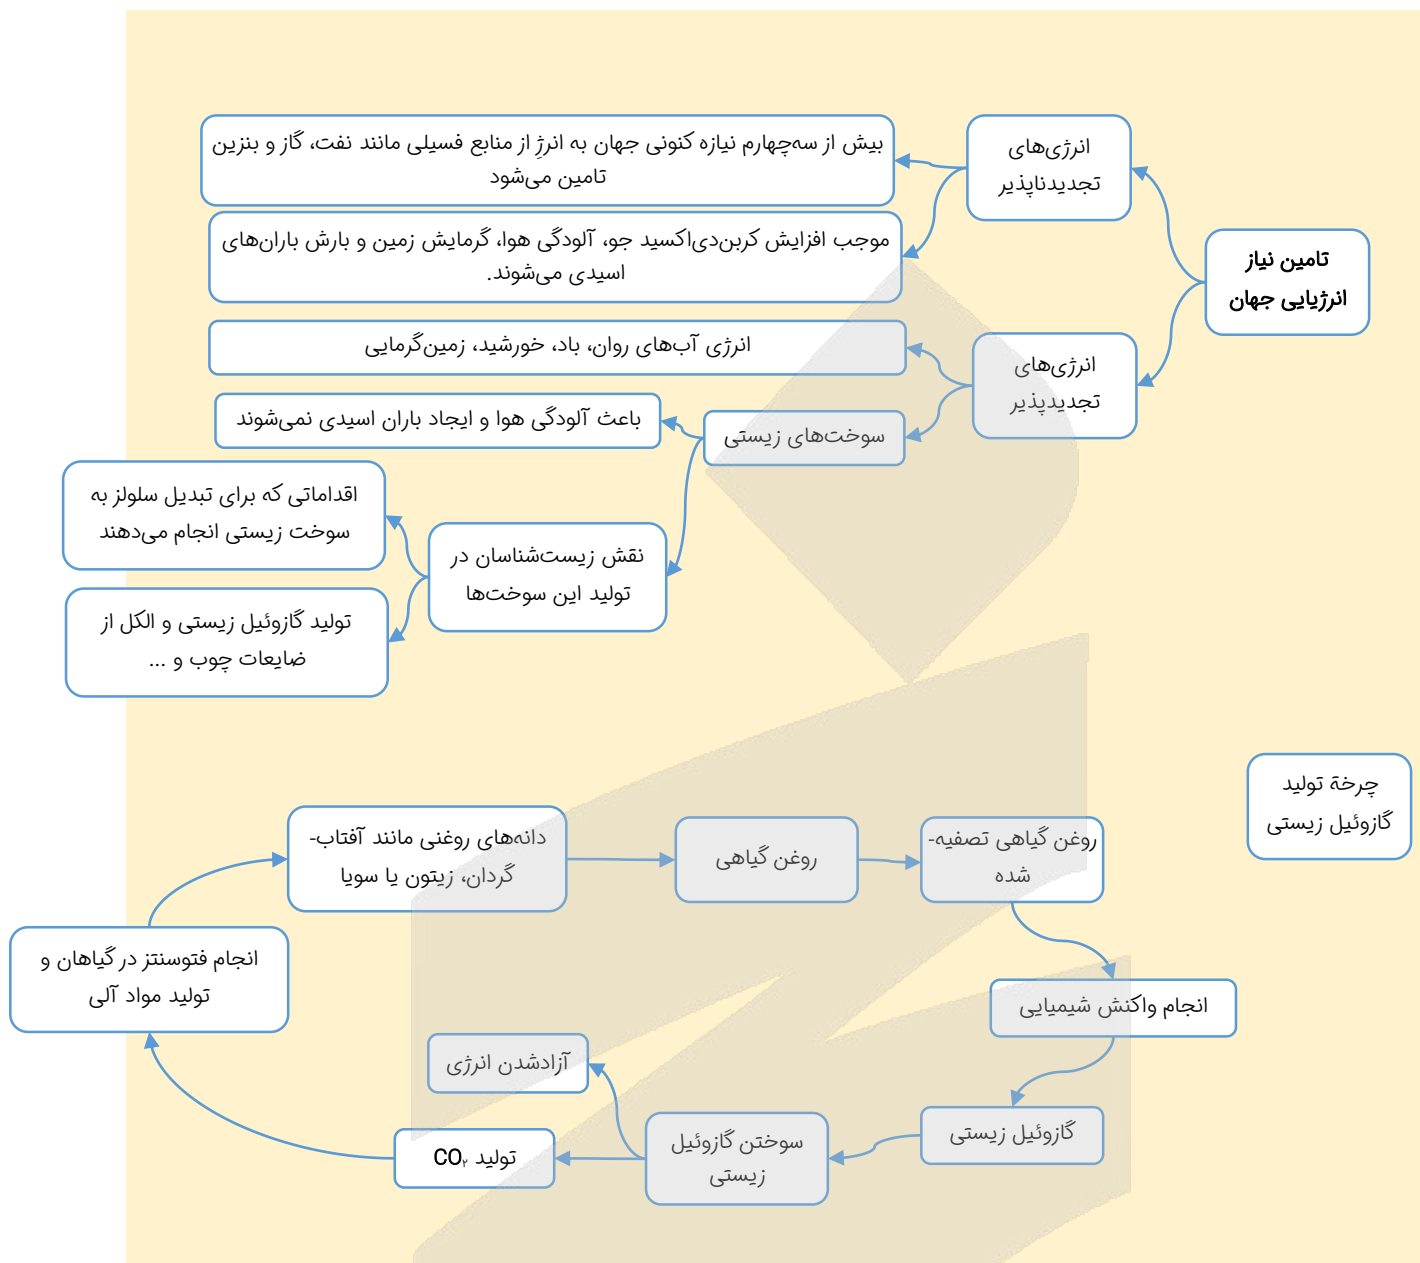 تامین نیاز
انرژیایی جهان
انرژی‌های
تجدیدناپذیر
بیش از سه‌چهارم نیازه کنونی جهان به انرژِ از منابع فسیلی مانند نفت، گاز و بنزین
تامین می‌شود
موجب افزایش کربن‌دی‌اکسید جو، آلودگی هوا، گرمایش زمین و بارش باران‌های
اسیدی می‌شوند.
انرژی‌های
تجدیدپذیر
انرژی آب‌های روان، باد، خورشید، زمین‌گرمایی
سوخت‌های زیستی
باعث آلودگی هوا و ایجاد باران اسیدی نمی‌شوند
نقش زیست‌شناسان در
تولید این سوخت‌ها
اقداماتی که برای تبدیل سلولز به
سوخت زیستی انجام می‌دهند
تولید گازوئیل زیستی و الکل از
ضایعات چوب و ...
چرخهٔ تولید
گازوئیل زیستی
دانه‌های روغنی مانند آفتاب-
گردان، زیتون یا سویا
روغن گیاهی
روغن گیاهی تصفیه-
شده
انجام واکنش شیمیایی
گازوئیل زیستی
سوختن گازوئیل
زیستی
آزادشدن انرژی
تولید CO₂
انجام فتوسنتز در گیاهان و
تولید مواد آلی